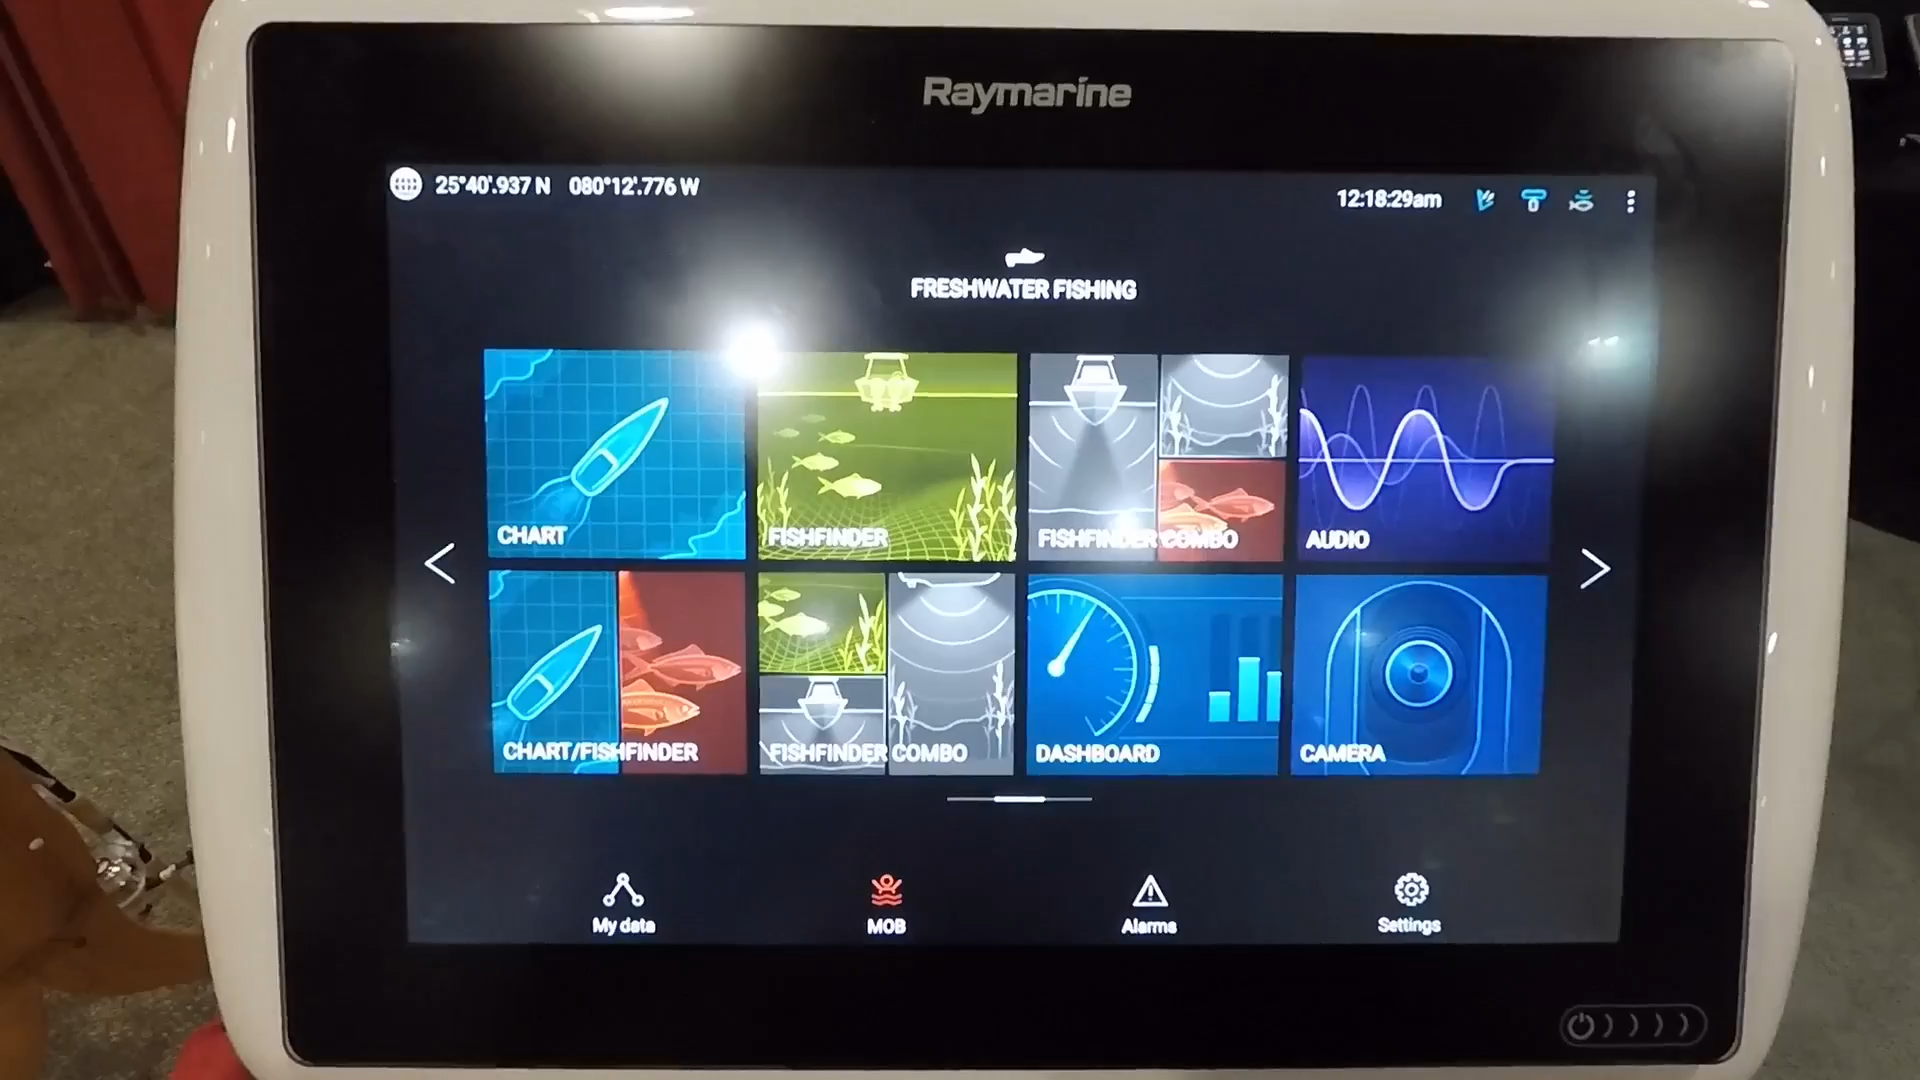 Raymarine
25°40'.937 N 080°12'.776 W
12:18:29am
FRESHWATER FISHING
CHART
FISHFINDER
FISHFINDER COMBO
AUDIO
CHART/FISHFINDER
FISHFINDER COMBO
DASHBOARD
CAMERA
My data
MOB
Alarms
Settings